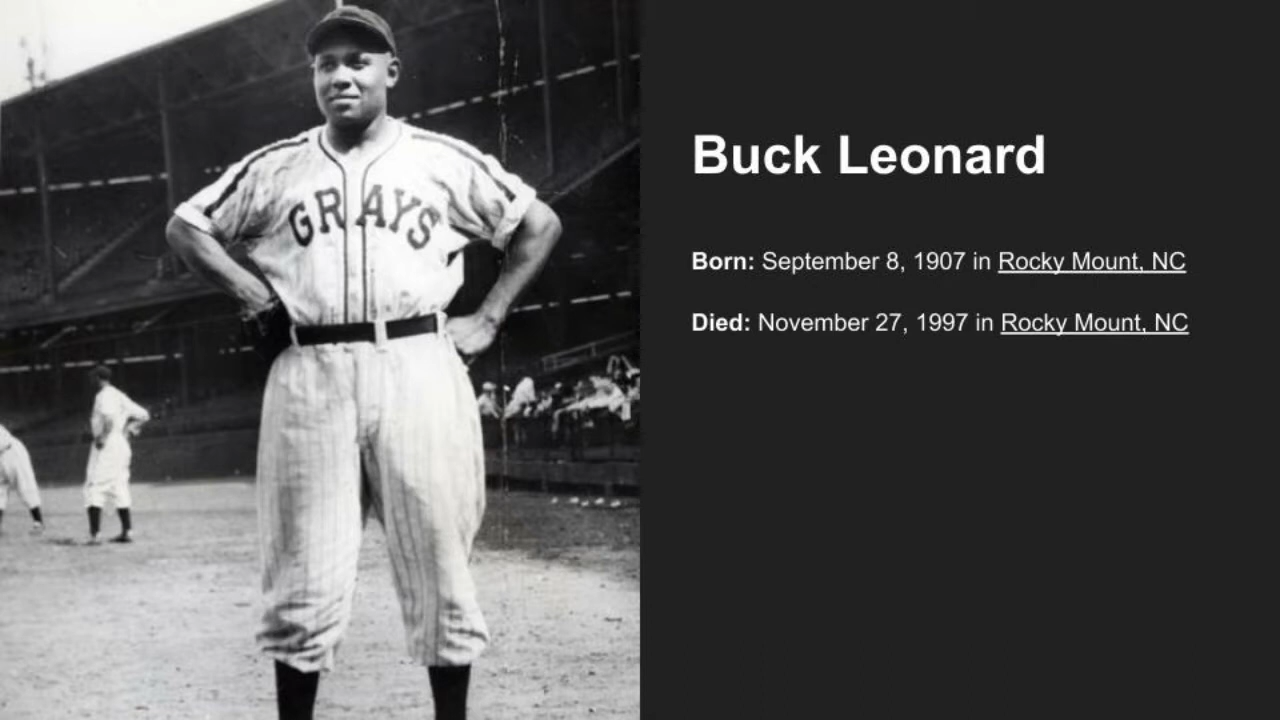 GRAYS
Buck Leonard
Born: September 8, 1907 in Rocky Mount, NC
Died: November 27, 1997 in Rocky Mount, NC